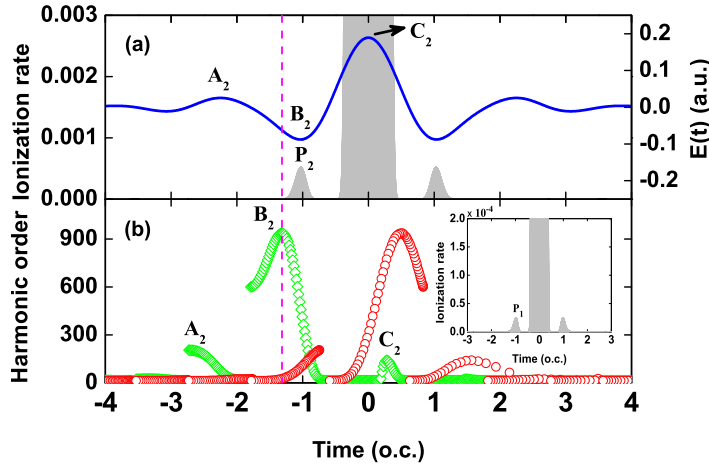 0.003
0.002
0.001
0.000
Ionization rate
(a)
A2
B2
P2
C2
0.2
0.1
0.0
-0.1
-0.2
E(t) (a.u.)
Harmonic order
900
600
300
0
(b)
B2
A2
C2
2.0 x 10-4
1.5
1.0
0.5
0.0
Ionization rate
P1
-3 -2 -1 0 1 2 3
Time (o.c.)
-4 -3 -2 -1 0 1 2 3 4
Time (o.c.)